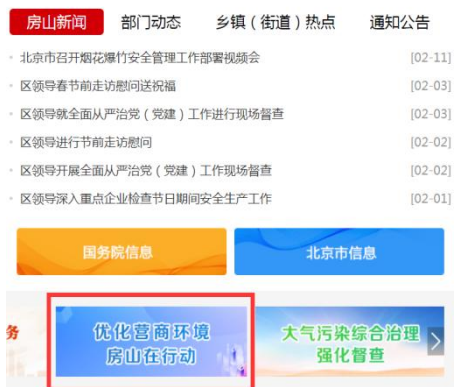 房山新闻 部门动态 乡镇（街道）热点 通知公告
北京市召开烟花爆竹安全管理工作部署视频会 [02-11]
区领导春节前走访慰问送祝福 [02-03]
区领导就全面从严治党（党建）工作进行现场督查 [02-03]
区领导进行节前走访慰问 [02-02]
区领导开展全面从严治党（党建）工作现场督查 [02-02]
区领导深入重点企业检查节日期间安全生产工作 [02-01]
国务院信息 北京市信息
务
优化营商环境
房山在行动
大气污染综合治理
强化督查